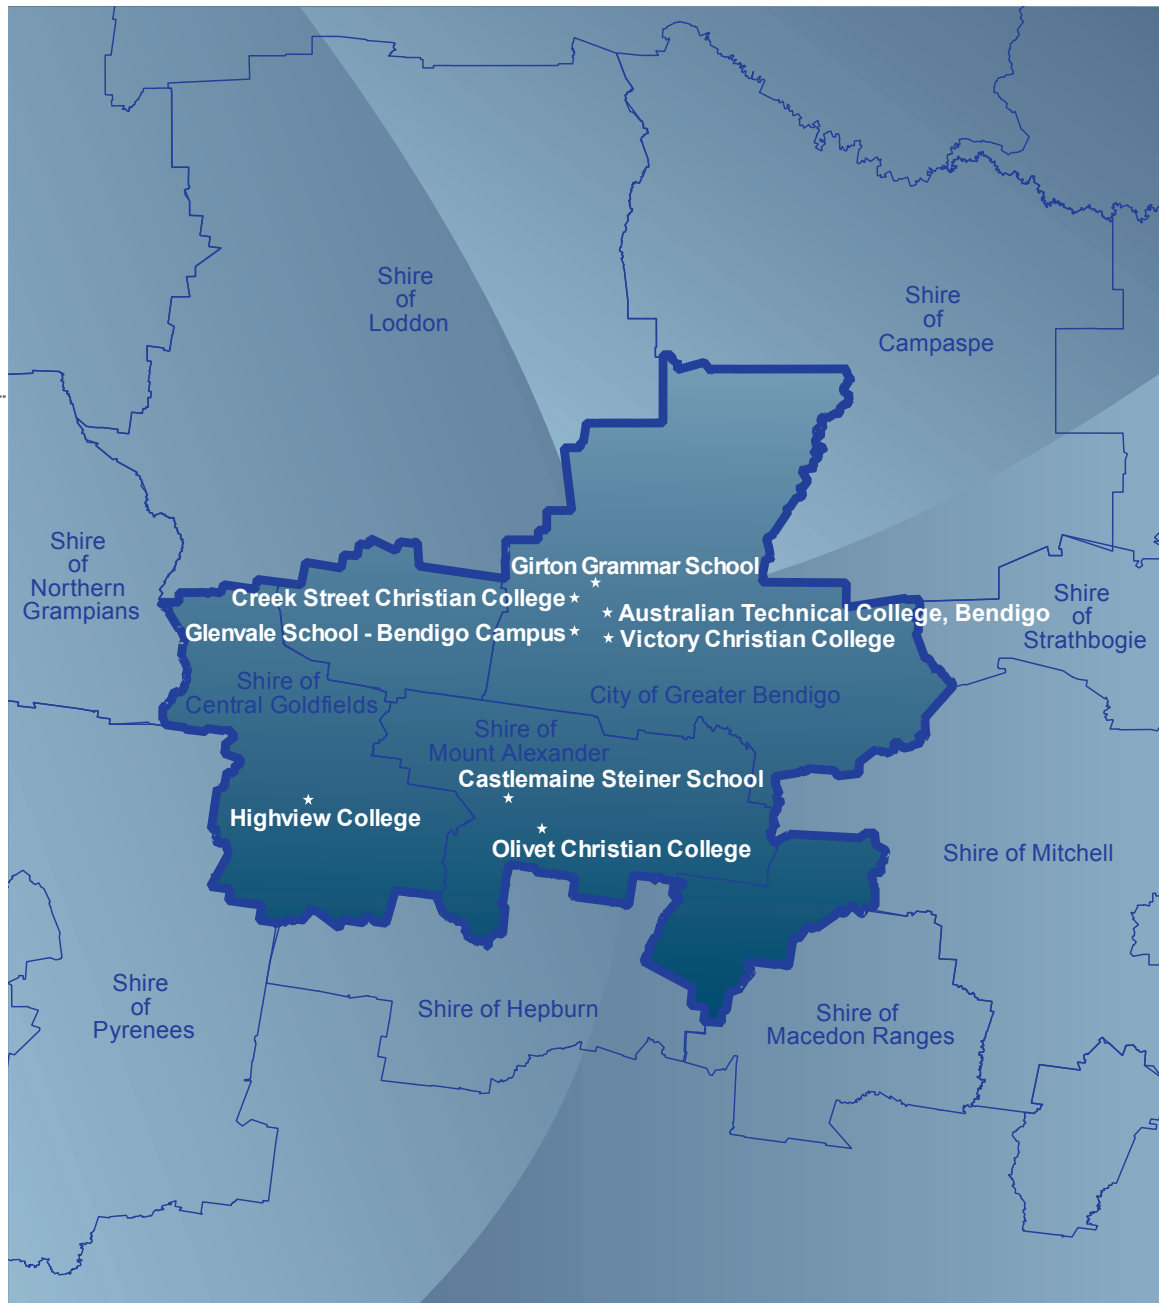 Shire
of
Loddon
Shire
of
Campaspe
Shire
of
Northern
Grampians
Girton Grammar School
Creek Street Christian College
Australian Technical College, Bendigo
Glenvale School - Bendigo Campus
Victory Christian College
Shire
of
Strathbogie
Shire of
Central Goldfields
City of Greater Bendigo
Shire of
Mount Alexander
Castlemaine Steiner School
Highview College
Olivet Christian College
Shire of Mitchell
Shire
of
Pyrenees
Shire of Hepburn
Shire of
Macedon Ranges